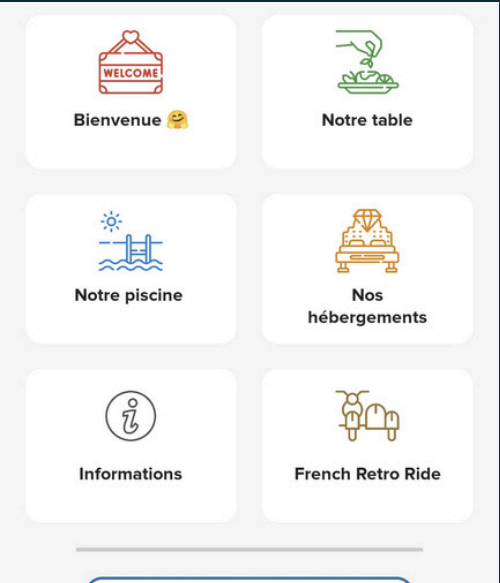 WELCOME
Bienvenue 🤗
Notre table
Notre piscine
Nos
hébergements
Informations
French Retro Ride